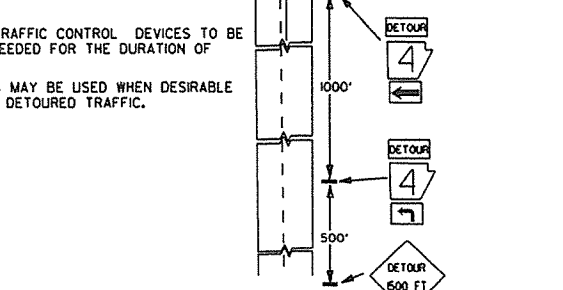 RAFFIC CONTROL DEVICES TO BE
EEDED FOR THE DURATION OF
MAY BE USED WHEN DESIRABLE
DETOURED TRAFFIC.
DETOUR
4
1000'
DETOUR
4
500'
DETOUR
1500 FT